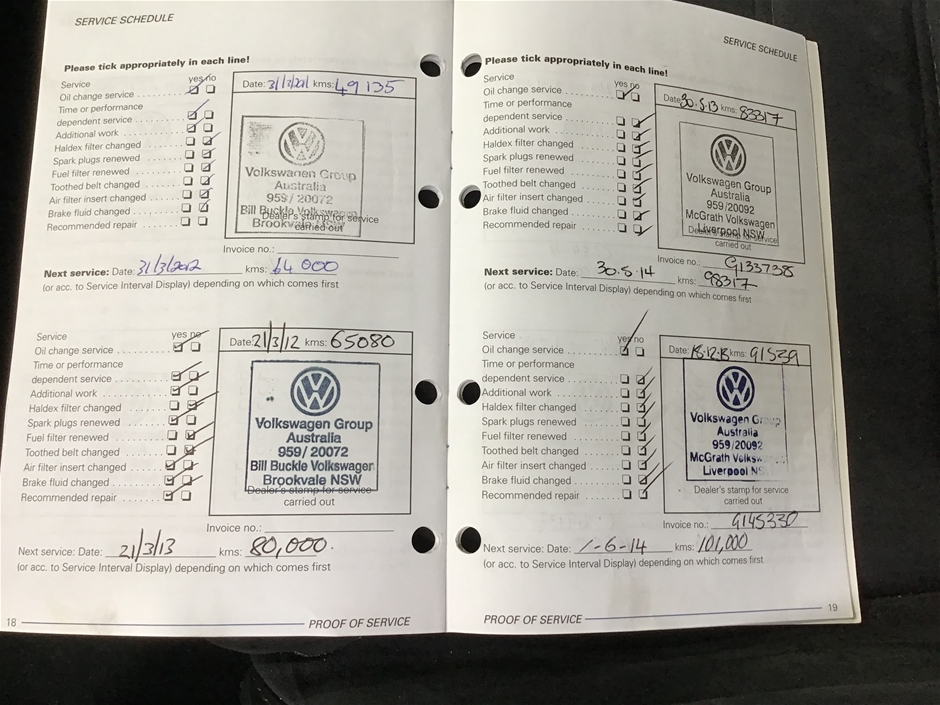 SERVICE SCHEDULE
Please tick appropriately in each line!
Service yes no
Oil change service
Time or performance
dependent service
Additional work
Haldex filter changed
Spark plugs renewed
Fuel filter renewed
Toothed belt changed
Air filter insert changed
Brake fluid changed
Recommended repair
Date: kms: 49135
Volkswagen Group
Australia
959/20072
Bill Buckle Volkswagen
Brookvale NSW
Dealer's stamp for service
carried out
Invoice no.:
Next service: Date: 31/3/2012 kms: 64000
(or acc. to Service Interval Display) depending on which comes first
Service yes no
Oil change service
Time or performance
dependent service
Additional work
Haldex filter changed
Spark plugs renewed
Fuel filter renewed
Toothed belt changed
Air filter insert changed
Brake fluid changed
Recommended repair
Date: 21/3/12 kms: 65080
Volkswagen Group
Australia
959/20072
Bill Buckle Volkswagen
Brookvale NSW
Dealer's stamp for service
carried out
Invoice no.:
Next service: Date: 21/3/13 kms: 80,000.
(or acc. to Service Interval Display) depending on which comes first
18 PROOF OF SERVICE
SERVICE SCHEDULE
Please tick appropriately in each line!
Service yes no
Oil change service
Time or performance
dependent service
Additional work
Haldex filter changed
Spark plugs renewed
Fuel filter renewed
Toothed belt changed
Air filter insert changed
Brake fluid changed
Recommended repair
Date: 30.5.13 kms: 83317
Volkswagen Group
Australia
959/20092
McGrath Volkswagen
Liverpool NSW
Dealer's stamp for service
carried out
Invoice no.: G133738
Next service: Date: 30.5.14 kms: 98317
(or acc. to Service Interval Display) depending on which comes first
Service yes no
Oil change service
Time or performance
dependent service
Additional work
Haldex filter changed
Spark plugs renewed
Fuel filter renewed
Toothed belt changed
Air filter insert changed
Brake fluid changed
Recommended repair
Date: 18.12.13 kms: 91539
Volkswagen Group
Australia
959/20092
McGrath Volksw
Liverpool NS
Dealer's stamp for service
carried out
Invoice no.: G145330
Next service: Date: 1-6-14 kms: 101,000
(or acc. to Service Interval Display) depending on which comes first
PROOF OF SERVICE 19